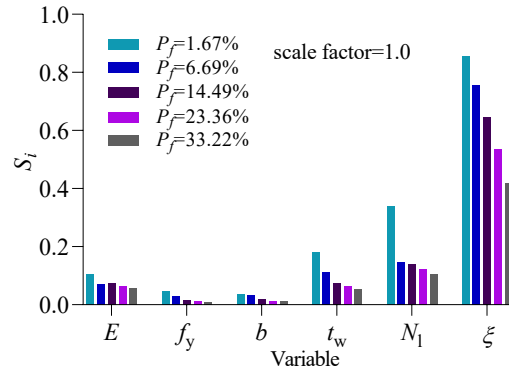 1.0
0.8
0.6
0.4
0.2
0.0
S_i
P_f=1.67%
P_f=6.69%
P_f=14.49%
P_f=23.36%
P_f=33.22%
scale factor=1.0
E f_y b t_w N_l ξ
Variable